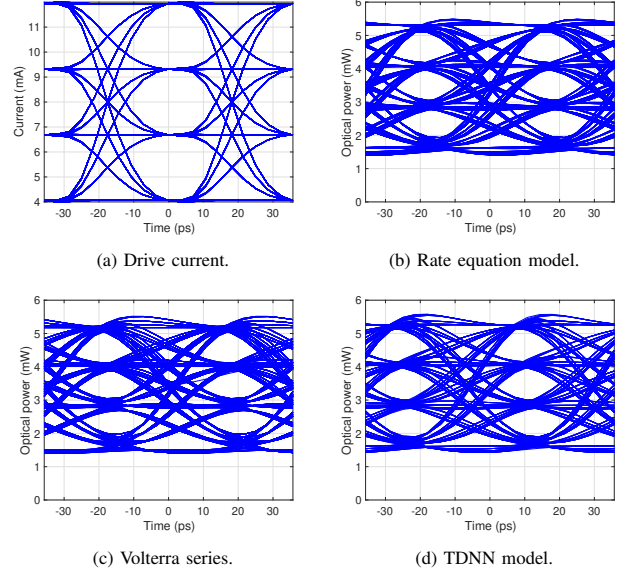 11
10
9
8
7
6
5
4
Current (mA)
-30 -20 -10 0 10 20 30
Time (ps)
(a) Drive current.
6
5
4
3
2
1
0
Optical power (mW)
-30 -20 -10 0 10 20 30
Time (ps)
(b) Rate equation model.
6
5
4
3
2
1
0
Optical power (mW)
-30 -20 -10 0 10 20 30
Time (ps)
(c) Volterra series.
6
5
4
3
2
1
0
Optical power (mW)
-30 -20 -10 0 10 20 30
Time (ps)
(d) TDNN model.